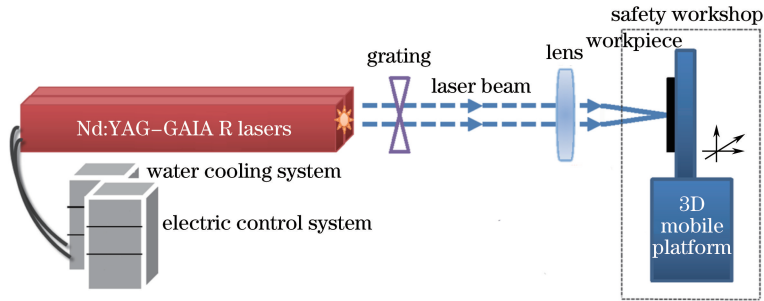 safety workshop
workpiece
lens
grating
laser beam
Nd:YAG–GAIA R lasers
water cooling system
electric control system
3D
mobile
platform